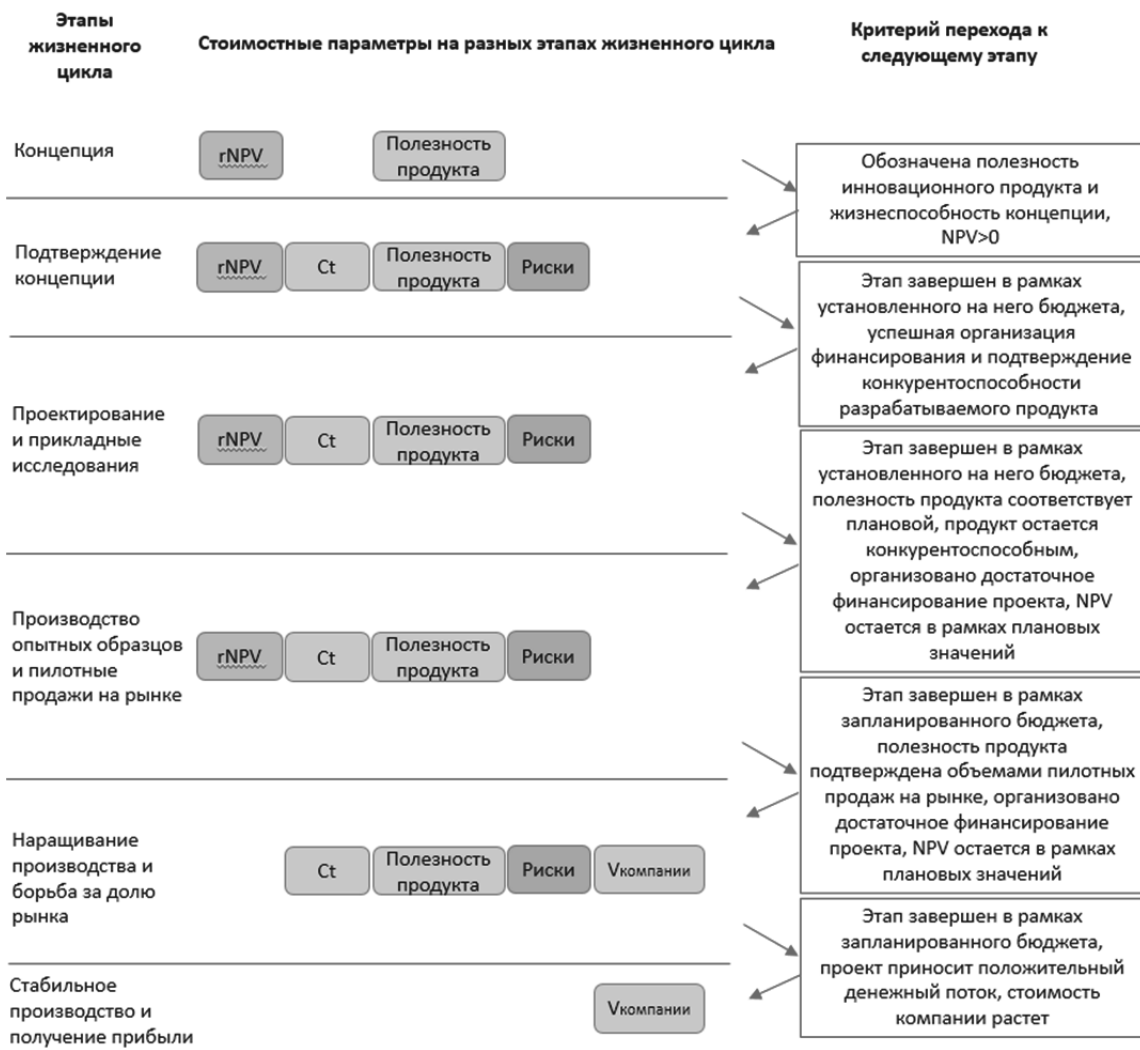 Этапы
жизненного
цикла
Стоимостные параметры на разных этапах жизненного цикла
Критерий перехода к
следующему этапу
Концепция
rNPV
Полезность
продукта
Обозначена полезность
инновационного продукта и
жизнеспособность концепции,
NPV>0
Подтверждение
концепции
rNPV
Ct
Полезность
продукта
Риски
Этап завершен в рамках
установленного на него бюджета,
успешная организация
финансирования и подтверждение
конкурентоспособности
разрабатываемого продукта
Проектирование
и прикладные
исследования
rNPV
Ct
Полезность
продукта
Риски
Этап завершен в рамках
установленного на него бюджета,
полезность продукта соответствует
плановой, продукт остается
конкурентоспособным,
организовано достаточное
финансирование проекта, NPV
остается в рамках плановых
значений
Производство
опытных образцов
и пилотные
продажи на рынке
rNPV
Ct
Полезность
продукта
Риски
Этап завершен в рамках
запланированного бюджета,
полезность продукта
подтверждена объемами пилотных
продаж на рынке, организовано
достаточное финансирование
проекта, NPV остается в рамках
плановых значений
Наращивание
производства и
борьба за долю
рынка
Ct
Полезность
продукта
Риски
Vкомпании
Этап завершен в рамках
запланированного бюджета,
проект приносит положительный
денежный поток, стоимость
компании растет
Стабильное
производство и
получение прибыли
Vкомпании